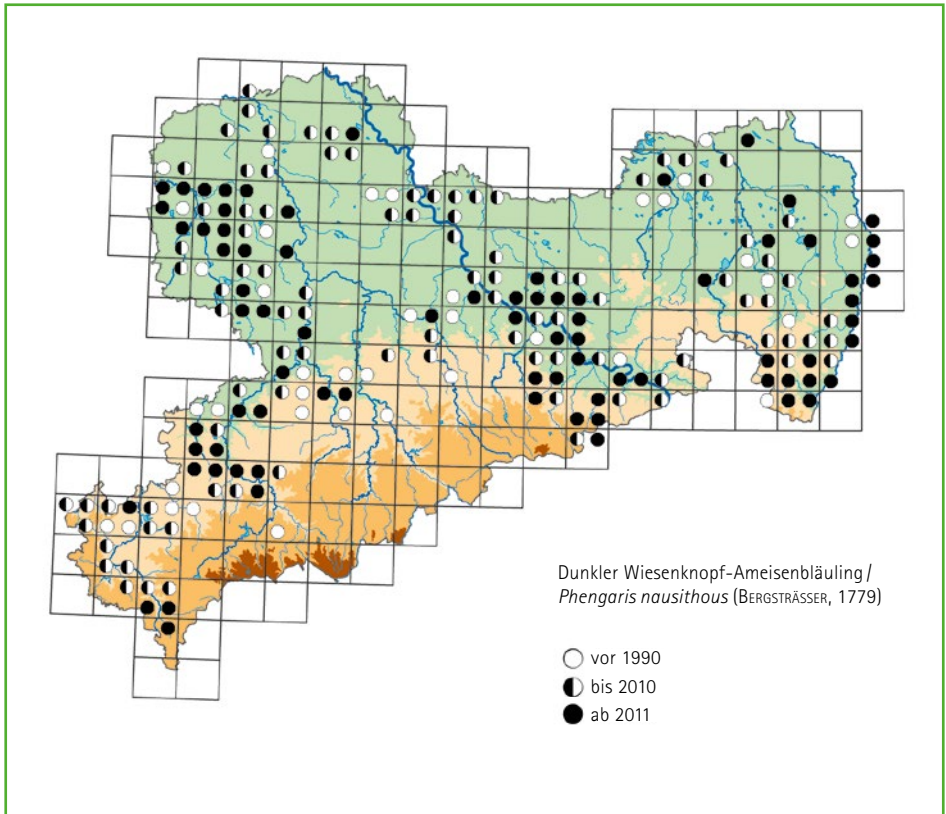 Dunkler Wiesenknopf-Ameisenbläuling /
Phengaris nausithous (BERGSTRÄSSER, 1779)
vor 1990
bis 2010
ab 2011